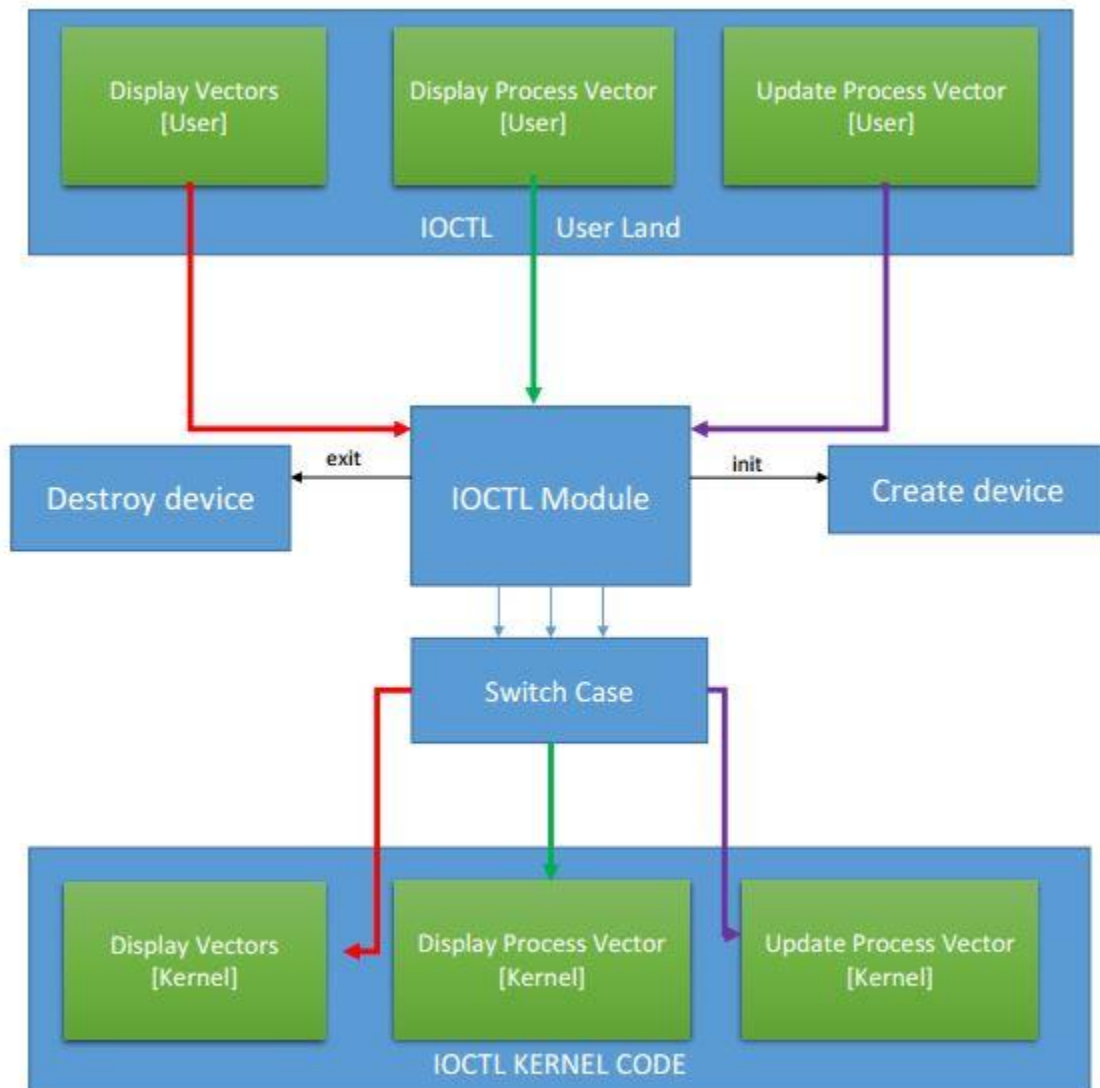 Display Vectors
[User]
Display Process Vector
[User]
Update Process Vector
[User]
IOCTL User Land
exit
init
Destroy device
IOCTL Module
Create device
Switch Case
Display Vectors
[Kernel]
Display Process Vector
[Kernel]
Update Process Vector
[Kernel]
IOCTL KERNEL CODE